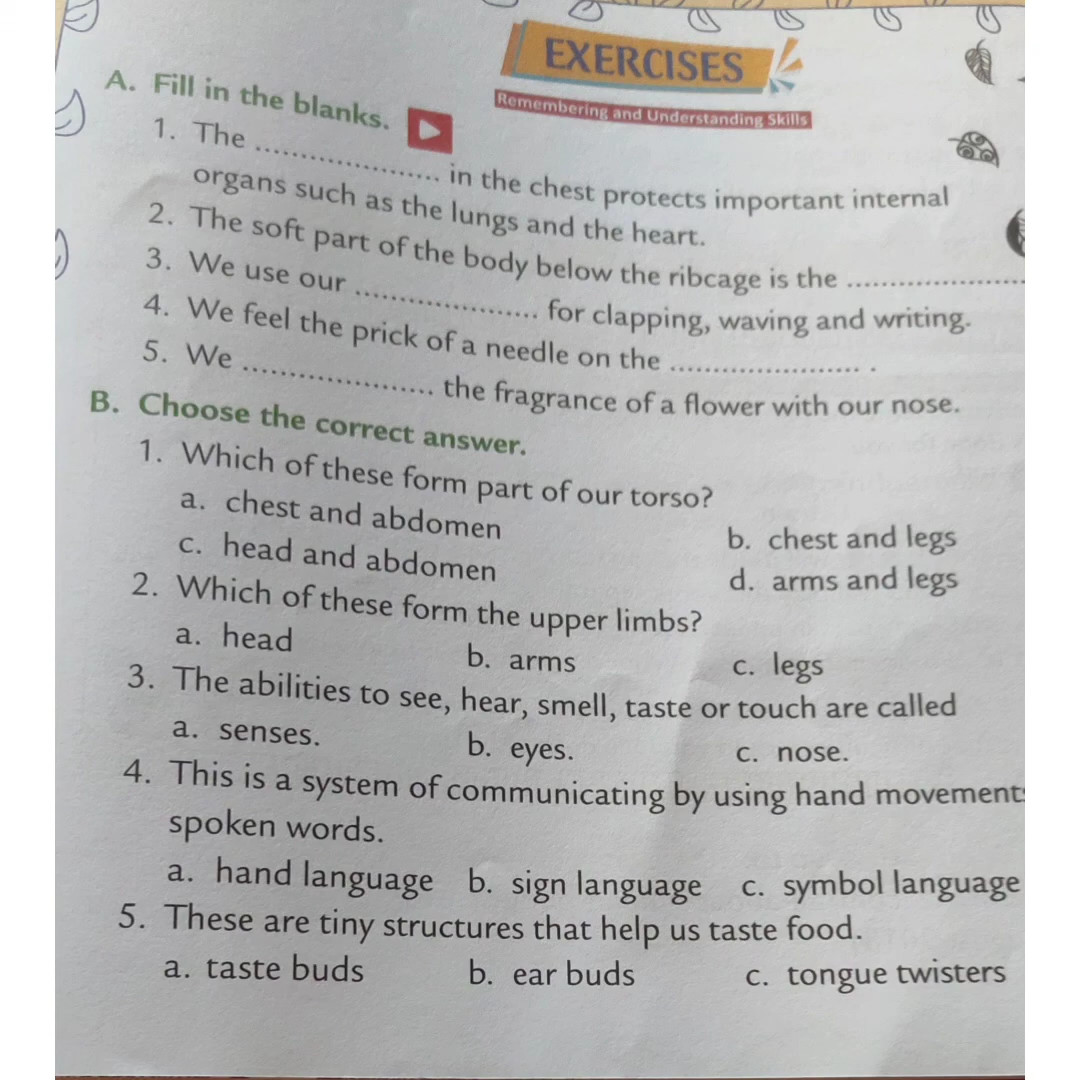 EXERCISES
Remembering and Understanding Skills
A. Fill in the blanks.
1. The .................... in the chest protects important internal
organs such as the lungs and the heart.
2. The soft part of the body below the ribcage is the ....................
3. We use our .................... for clapping, waving and writing.
4. We feel the prick of a needle on the .................... .
5. We .................... the fragrance of a flower with our nose.
B. Choose the correct answer.
1. Which of these form part of our torso?
a. chest and abdomen b. chest and legs
c. head and abdomen d. arms and legs
2. Which of these form the upper limbs?
a. head b. arms c. legs
3. The abilities to see, hear, smell, taste or touch are called
a. senses. b. eyes. c. nose.
4. This is a system of communicating by using hand movements
spoken words.
a. hand language b. sign language c. symbol language
5. These are tiny structures that help us taste food.
a. taste buds b. ear buds c. tongue twisters